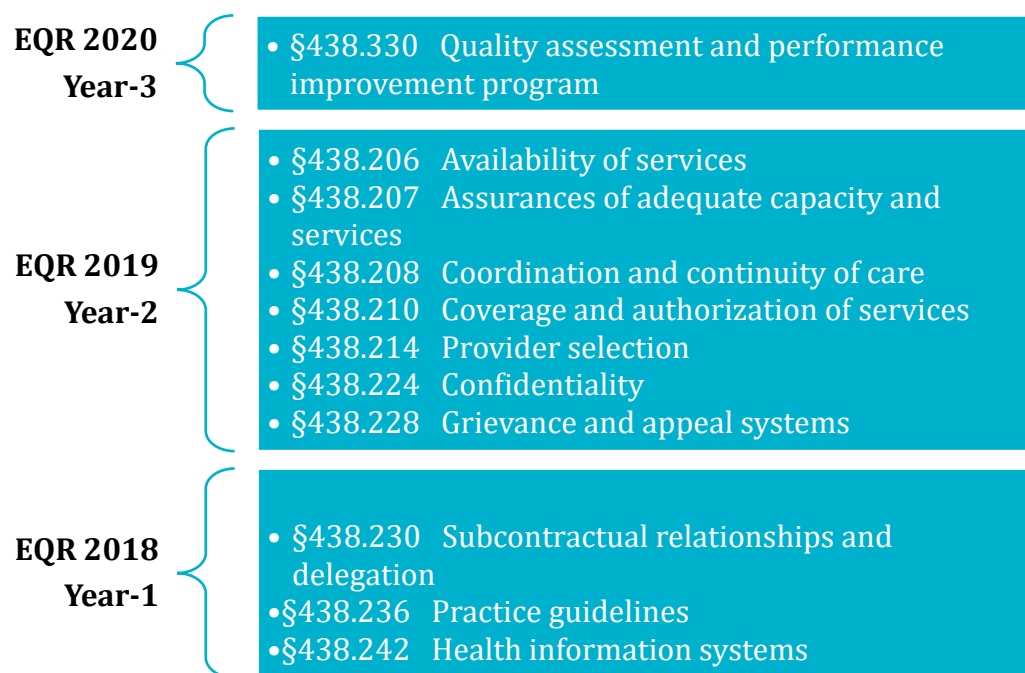 EQR 2020
Year-3
• §438.330 Quality assessment and performance
improvement program
EQR 2019
Year-2
• §438.206 Availability of services
• §438.207 Assurances of adequate capacity and
services
• §438.208 Coordination and continuity of care
• §438.210 Coverage and authorization of services
• §438.214 Provider selection
• §438.224 Confidentiality
• §438.228 Grievance and appeal systems
EQR 2018
Year-1
• §438.230 Subcontractual relationships and
delegation
•§438.236 Practice guidelines
•§438.242 Health information systems